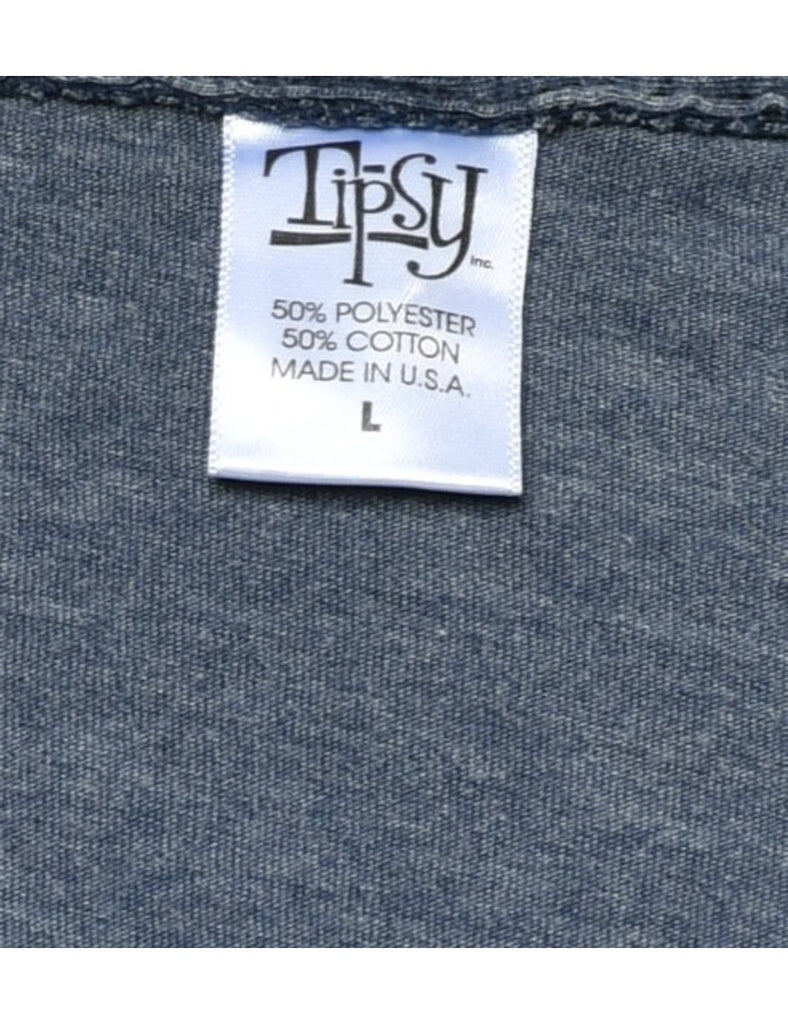 Tipsy
inc.
50% POLYESTER
50% COTTON
MADE IN U.S.A.
L